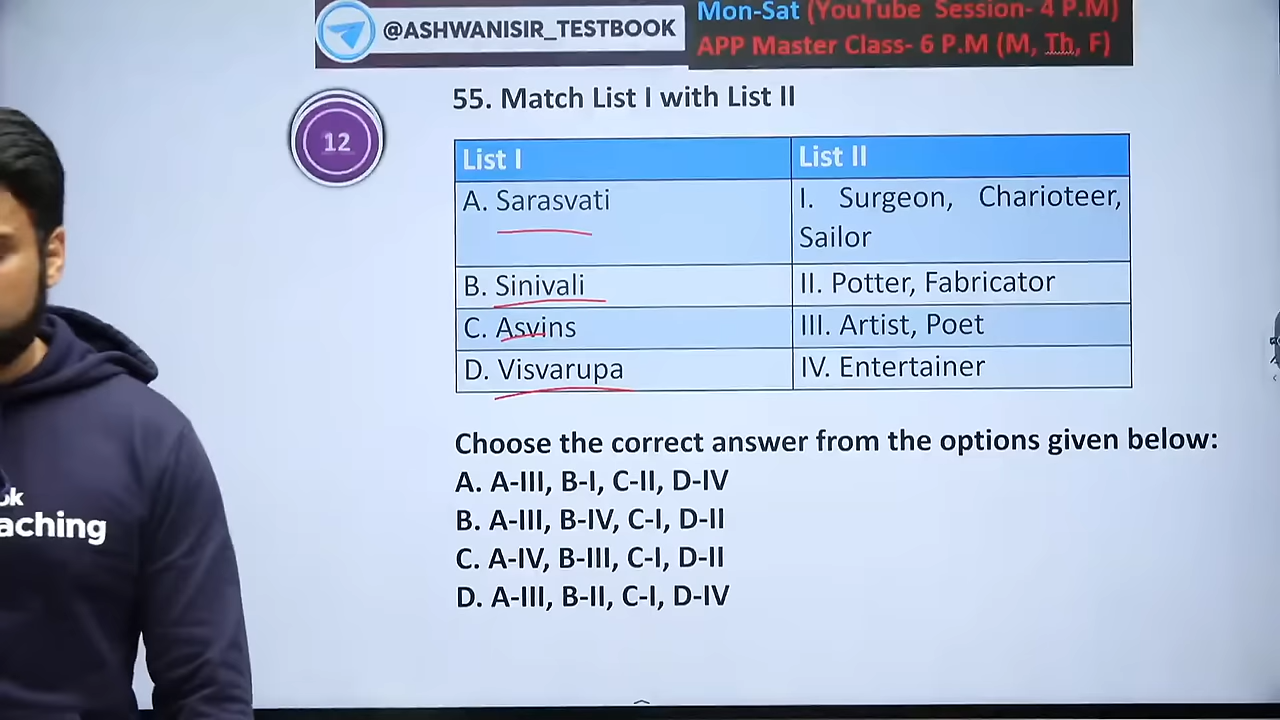 @ASHWANISIR_TESTBOOK
Mon-Sat (YouTube Session- 4 P.M)
APP Master Class- 6 P.M (M, Th, F)
55. Match List I with List II
12
List I
List II
A. Sarasvati
I. Surgeon, Charioteer,
Sailor
B. Sinivali
II. Potter, Fabricator
C. Asvins
III. Artist, Poet
D. Visvarupa
IV. Entertainer
Choose the correct answer from the options given below:
A. A-III, B-I, C-II, D-IV
B. A-III, B-IV, C-I, D-II
C. A-IV, B-III, C-I, D-II
D. A-III, B-II, C-I, D-IV
ok
aching